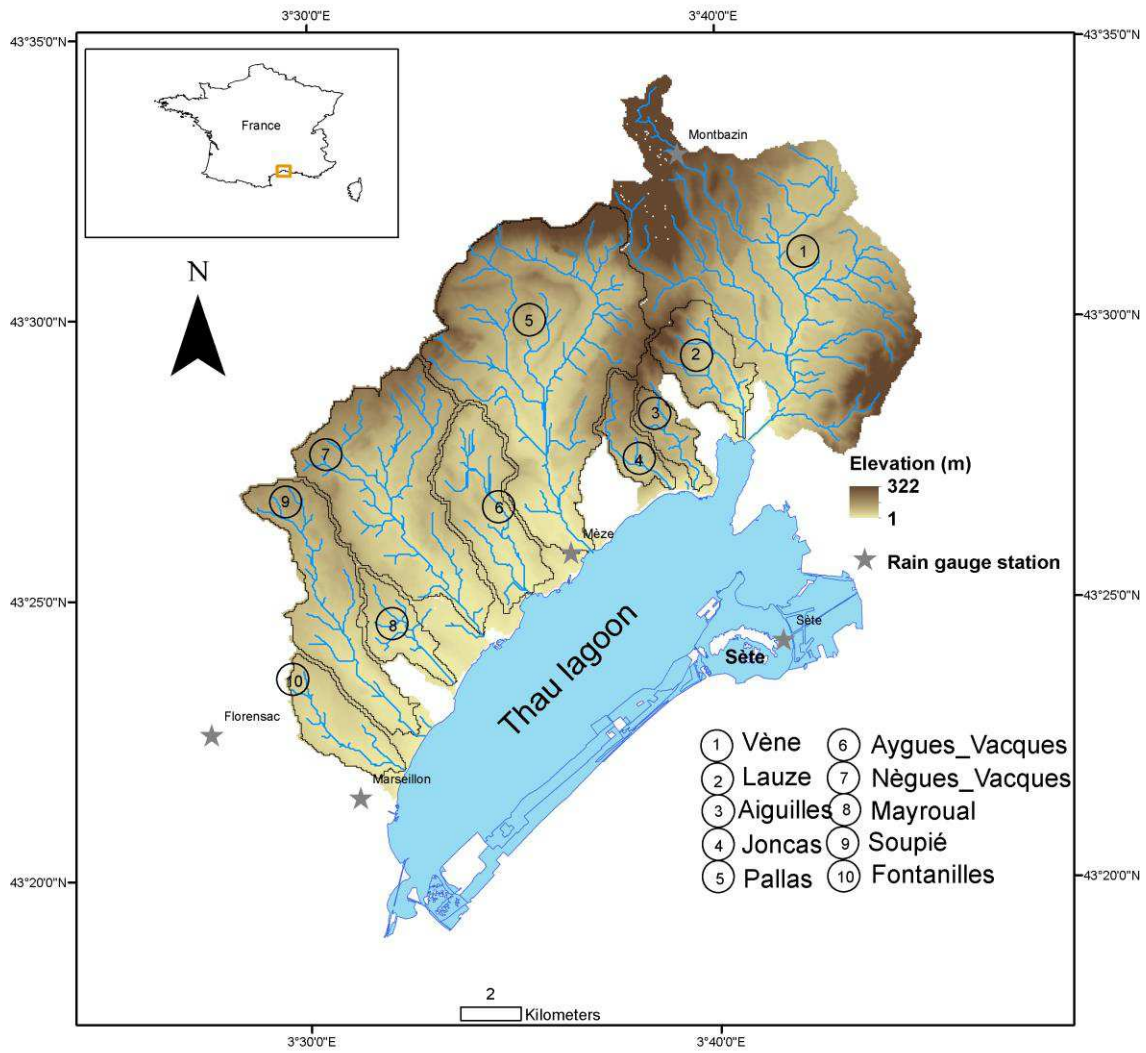 3°30'0"E 3°40'0"E
43°35'0"N 43°35'0"N
France
Montbazin
N
1
5
43°30'0"N 43°30'0"N
2
3
4
7
Elevation (m)
322
1
9
6
Mèze
Rain gauge station
43°25'0"N 43°25'0"N
8
Sète
Sète
Thau lagoon
10
Florensac
Marseillon
1 Vène
2 Lauze
3 Aiguilles
4 Joncas
5 Pallas
6 Aygues_Vacques
7 Nègues_Vacques
8 Mayroual
9 Soupié
10 Fontanilles
43°20'0"N 43°20'0"N
2
Kilometers
3°30'0"E 3°40'0"E